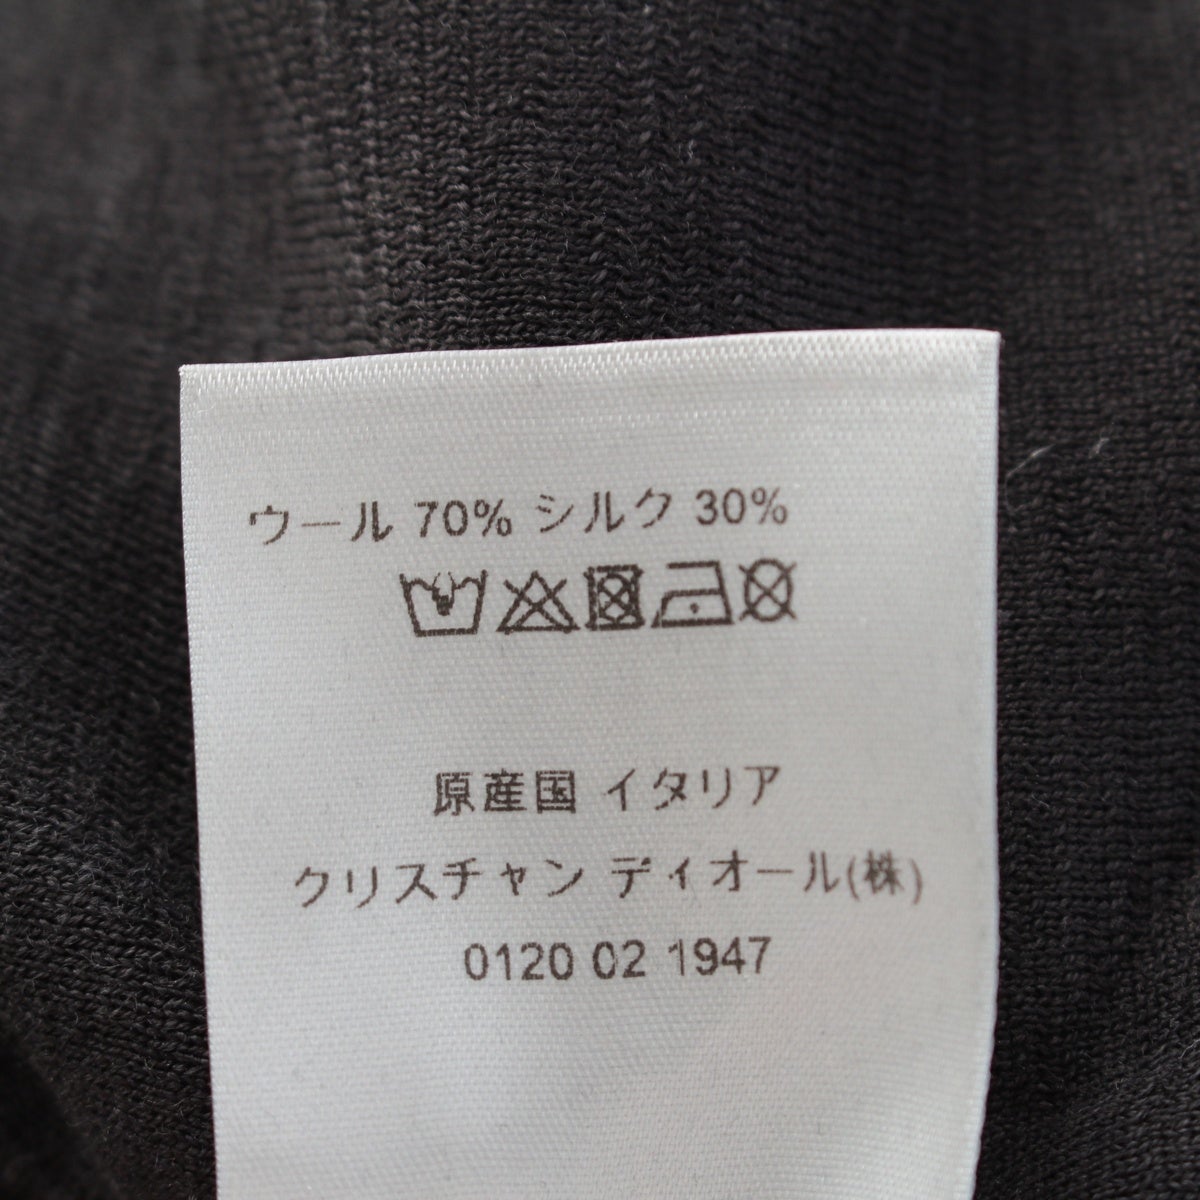 ウール 70% シルク 30%
原産国 イタリア
クリスチャン ディオール(株)
0120 02 1947